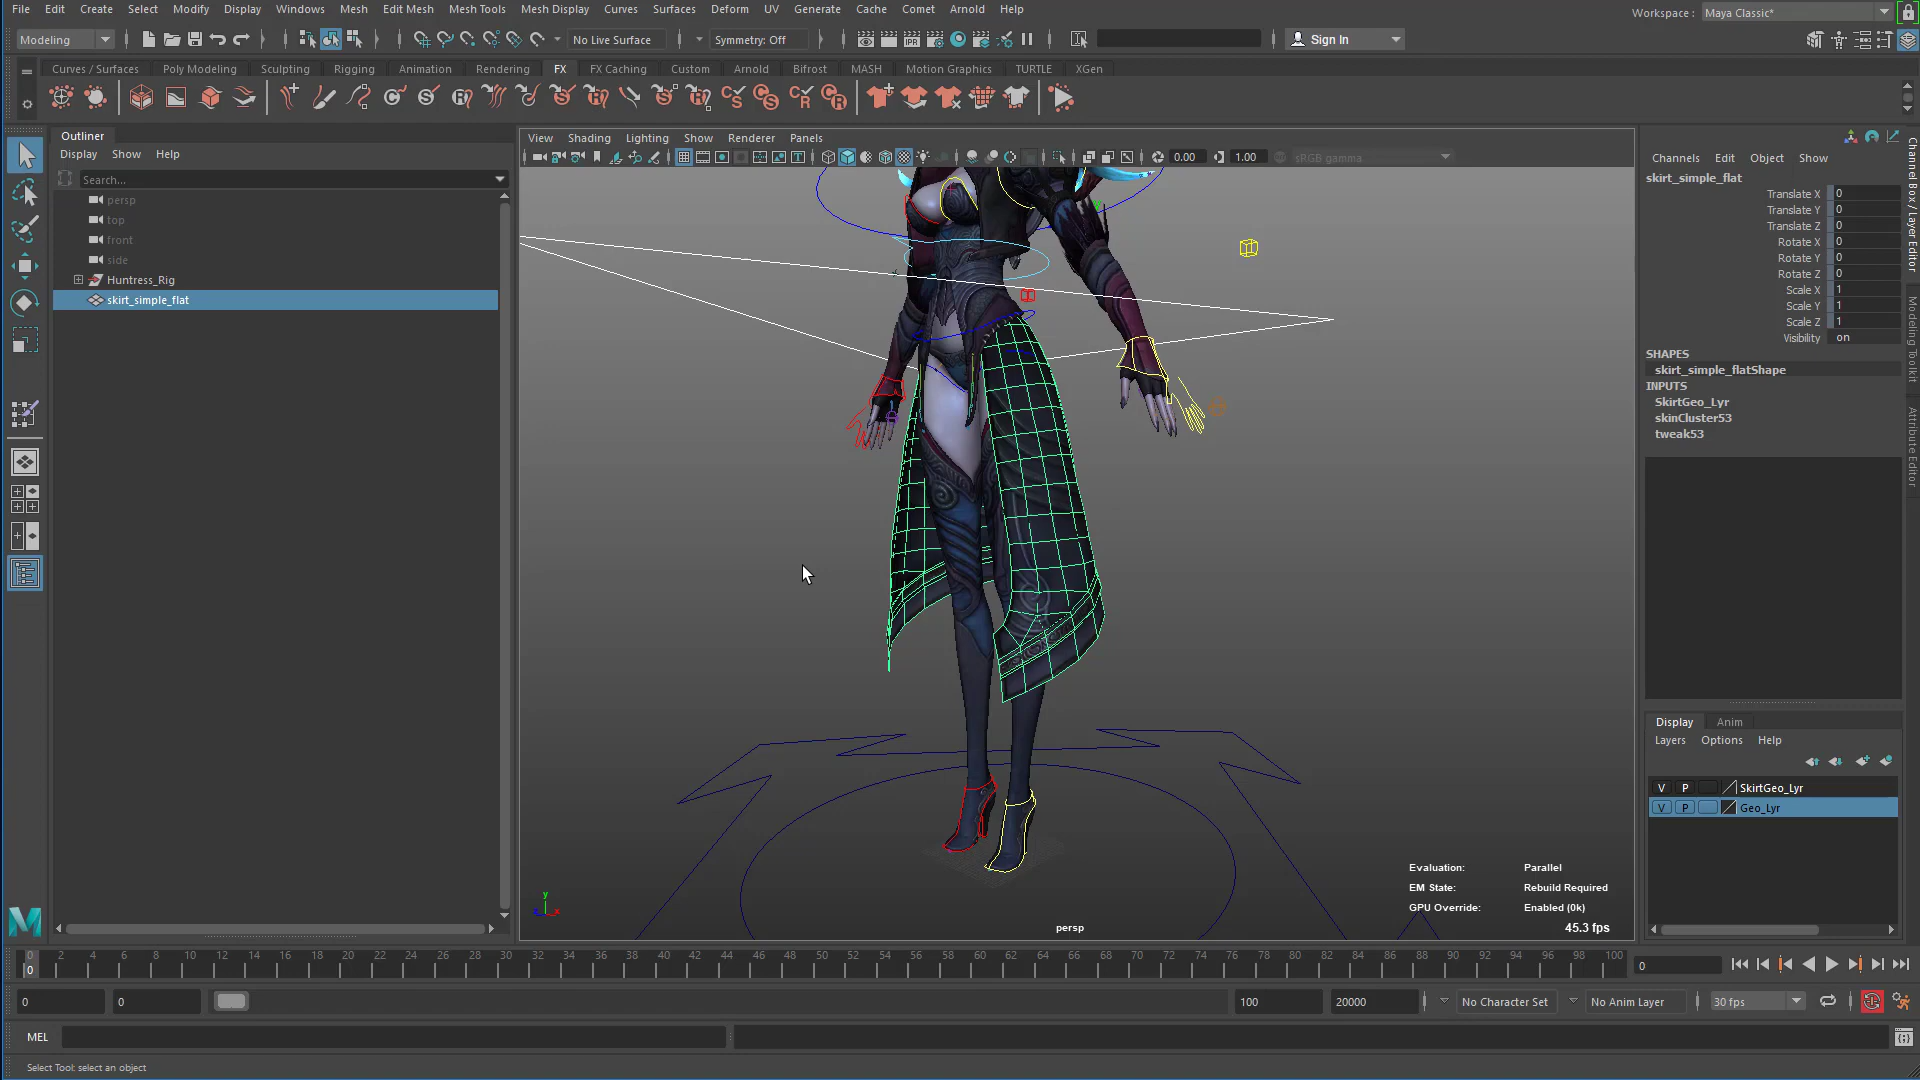 File Edit Create Select Modify Display Windows Mesh Edit Mesh Mesh Tools Mesh Display Curves Surfaces Deform UV Generate Cache Comet Arnold Help
Workspace : Maya Classic*
Modeling No Live Surface Symmetry: Off Sign In
Curves / Surfaces Poly Modeling Sculpting Rigging Animation Rendering FX FX Caching Custom Arnold Bifrost MASH Motion Graphics TURTLE XGen
Outliner
Display Show Help
Search...
persp
top
front
side
Huntress_Rig
skirt_simple_flat
View Shading Lighting Show Renderer Panels
0.00 1.00 sRGB gamma
Evaluation: Parallel
EM State: Rebuild Required
GPU Override: Enabled (0k)
persp
45.3 fps
Channels Edit Object Show
skirt_simple_flat
Translate X 0
Translate Y 0
Translate Z 0
Rotate X 0
Rotate Y 0
Rotate Z 0
Scale X 1
Scale Y 1
Scale Z 1
Visibility on
SHAPES
skirt_simple_flatShape
INPUTS
SkirtGeo_Lyr
skinCluster53
tweak53
Channel Box / Layer Editor
Modeling Toolkit
Attribute Editor
Display Anim
Layers Options Help
V P SkirtGeo_Lyr
V P Geo_Lyr
0 2 4 6 8 10 12 14 16 18 20 22 24 26 28 30 32 34 36 38 40 42 44 46 48 50 52 54 56 58 60 62 64 66 68 70 72 74 76 78 80 82 84 86 88 90 92 94 96 98 100
0
0
0 0 100 20000 No Character Set No Anim Layer 30 fps
MEL
Select Tool: select an object